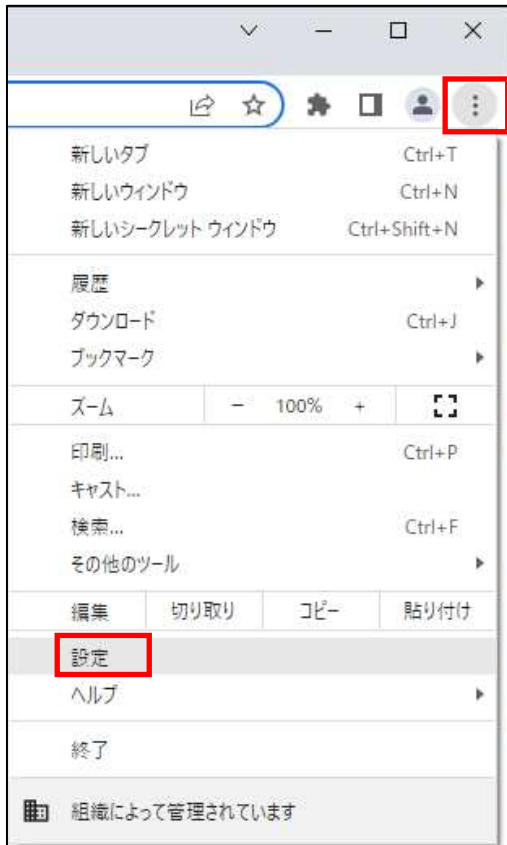 新しいタブ Ctrl+T
新しいウィンドウ Ctrl+N
新しいシークレット ウィンドウ Ctrl+Shift+N
履歴
ダウンロード Ctrl+J
ブックマーク
ズーム - 100% +
印刷... Ctrl+P
キャスト...
検索... Ctrl+F
その他のツール
編集 切り取り コピー 貼り付け
設定
ヘルプ
終了
組織によって管理されています